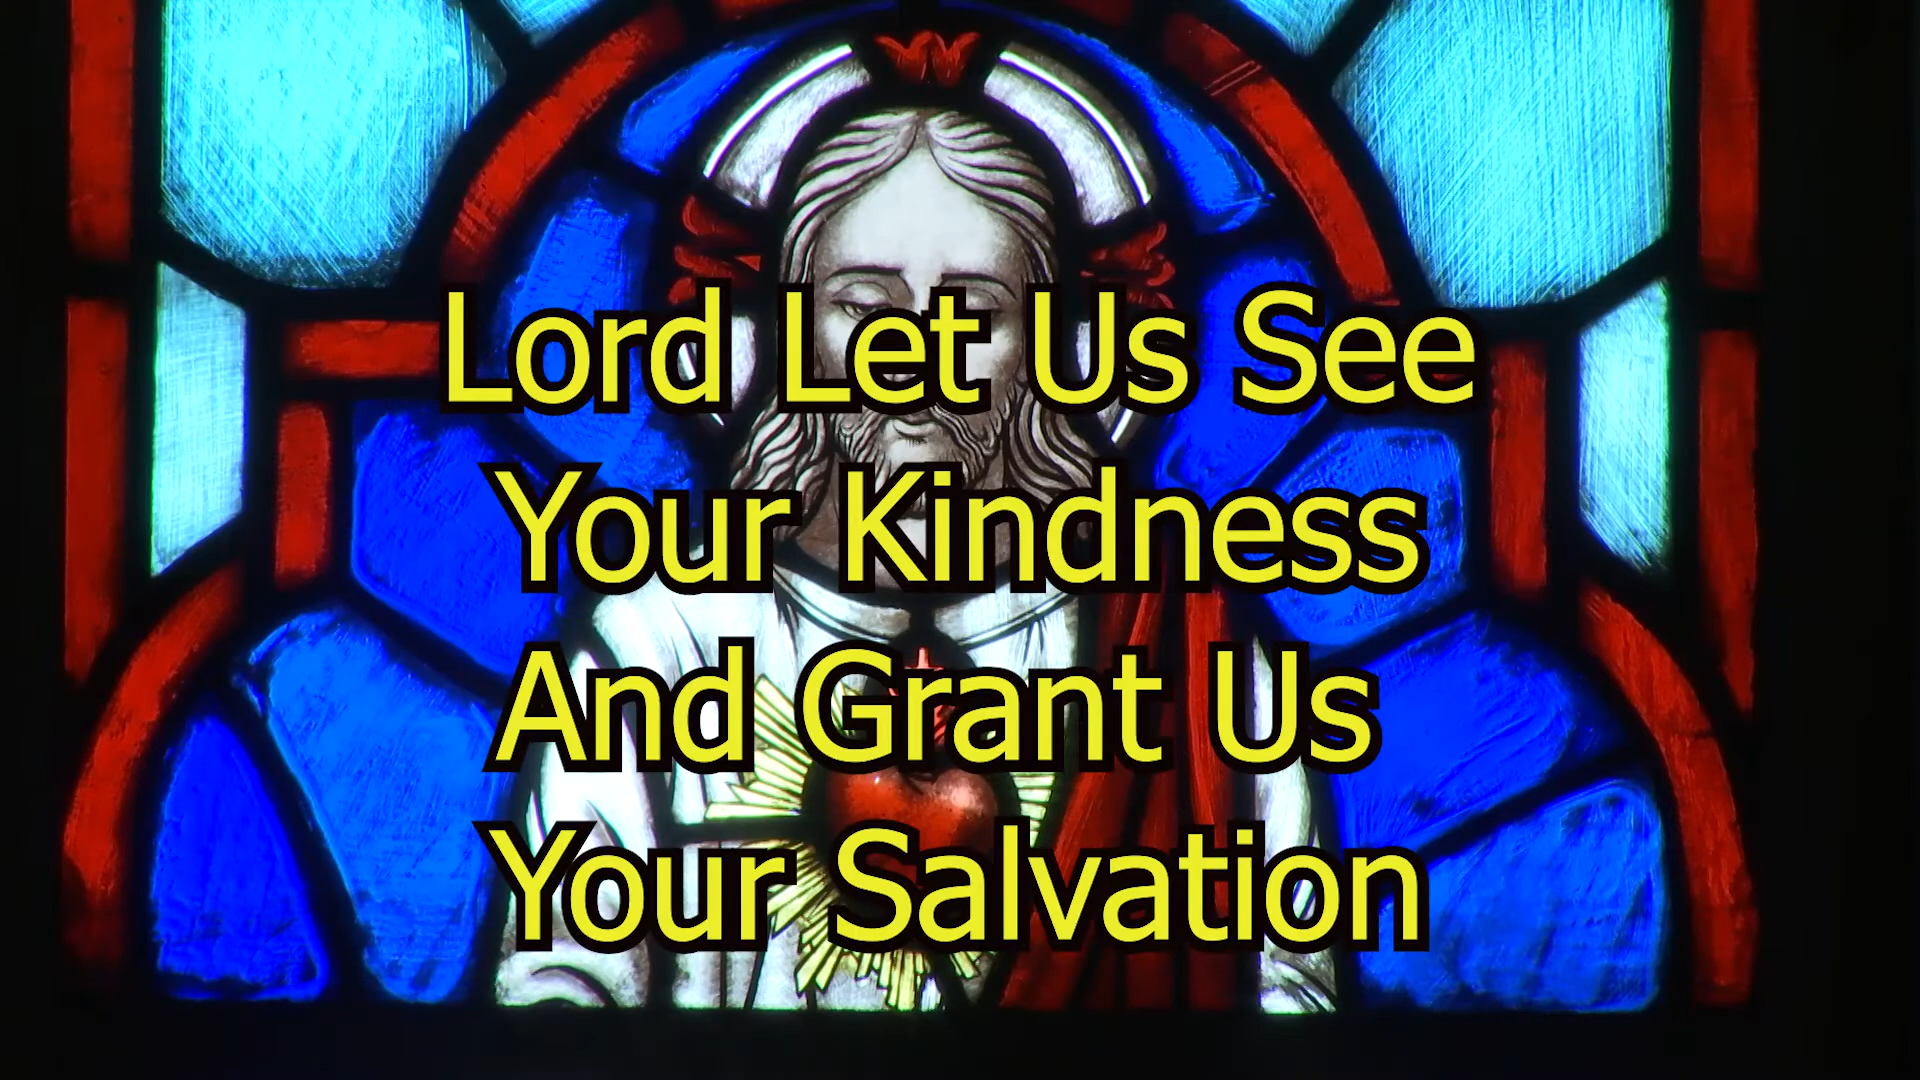 Lord Let Us See
Your Kindness
And Grant Us
Your Salvation